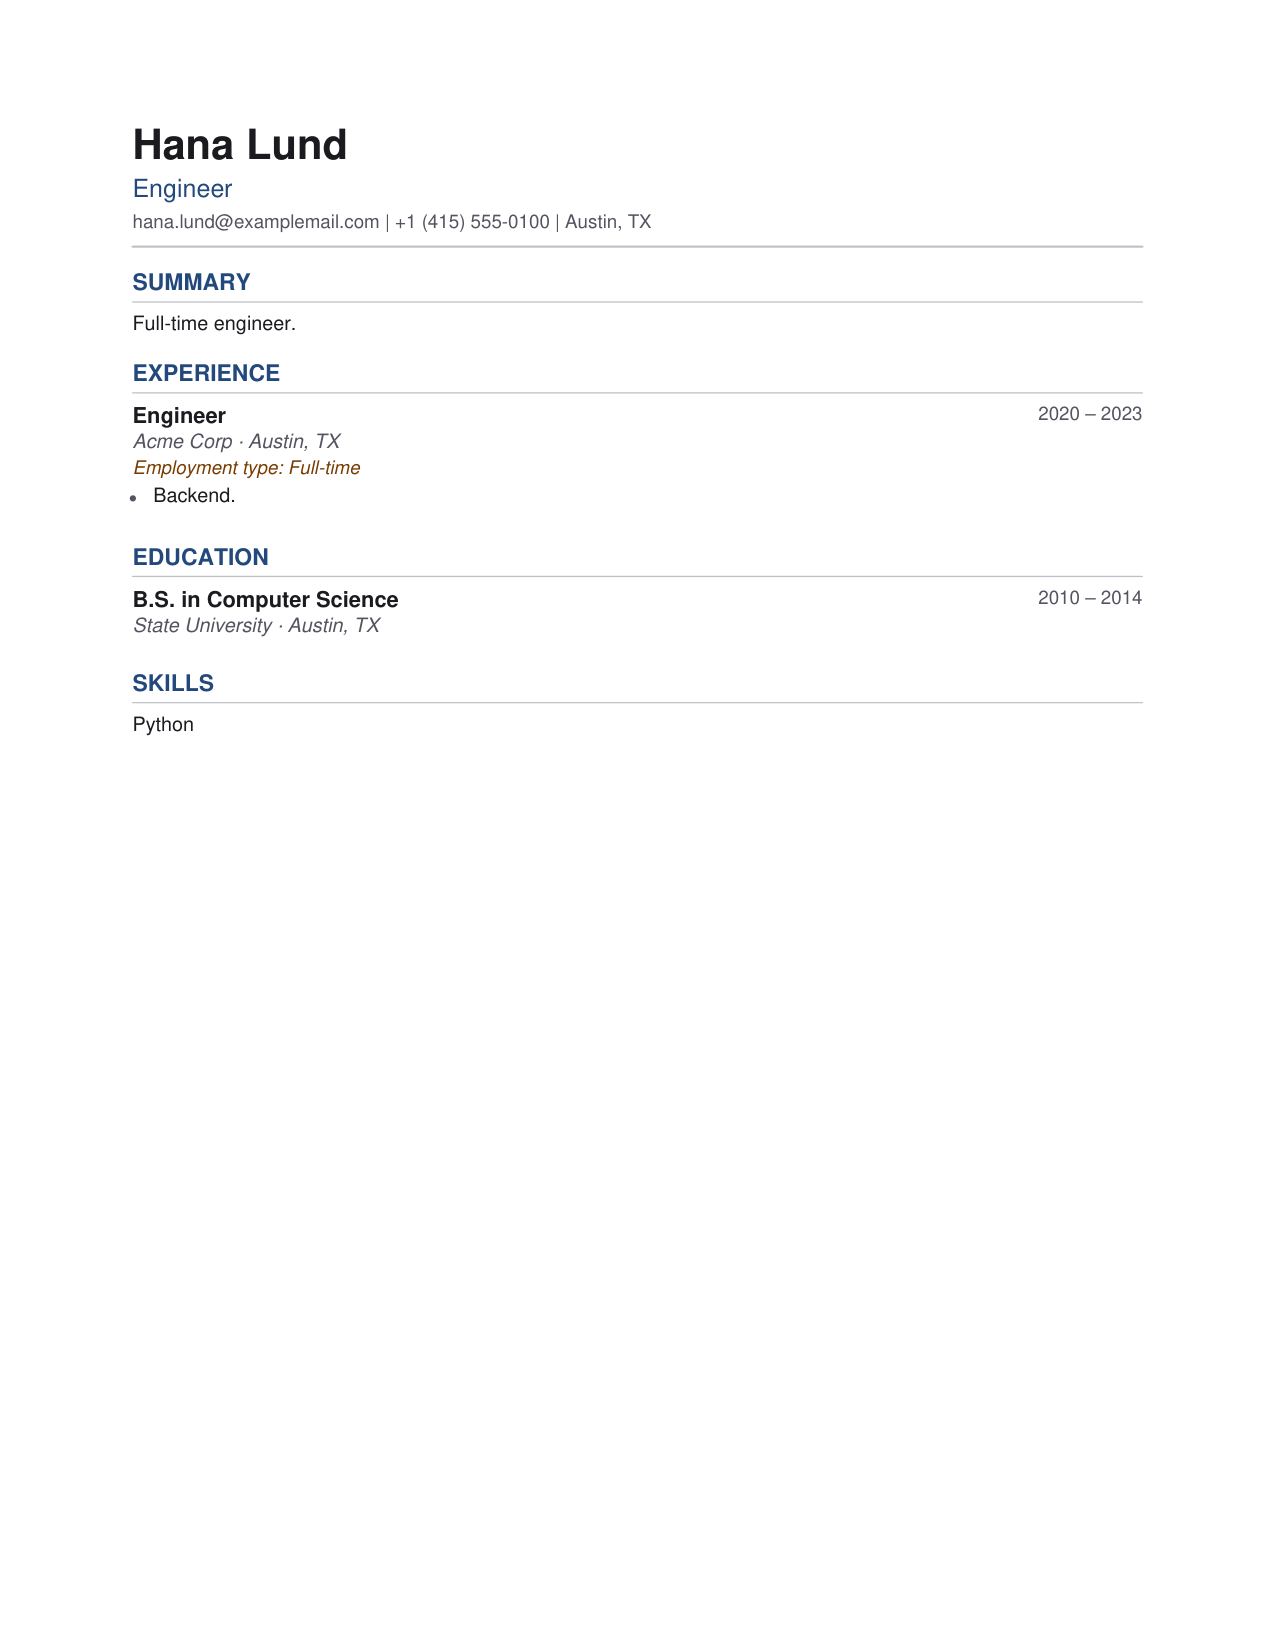 Hana Lund
Engineer
hana.lund@examplemail.com | +1 (415) 555-0100 | Austin, TX
SUMMARY
Full-time engineer.
EXPERIENCE
Engineer 2020 – 2023
Acme Corp · Austin, TX
Employment type: Full-time
• Backend.
EDUCATION
B.S. in Computer Science 2010 – 2014
State University · Austin, TX
SKILLS
Python